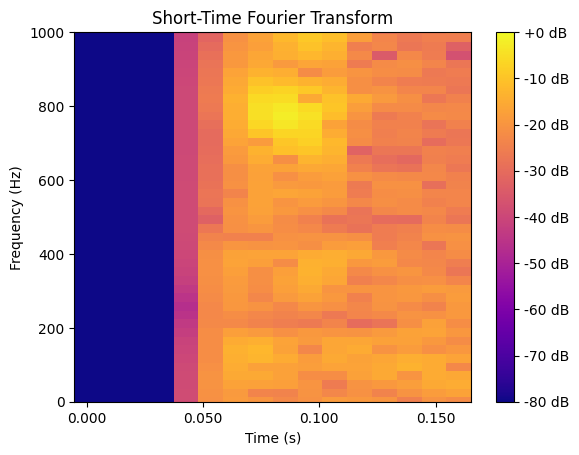 Short-Time Fourier Transform
1000
800
600
400
200
0
Frequency (Hz)
0.000
0.050
0.100
0.150
Time (s)
+0 dB
-10 dB
-20 dB
-30 dB
-40 dB
-50 dB
-60 dB
-70 dB
-80 dB